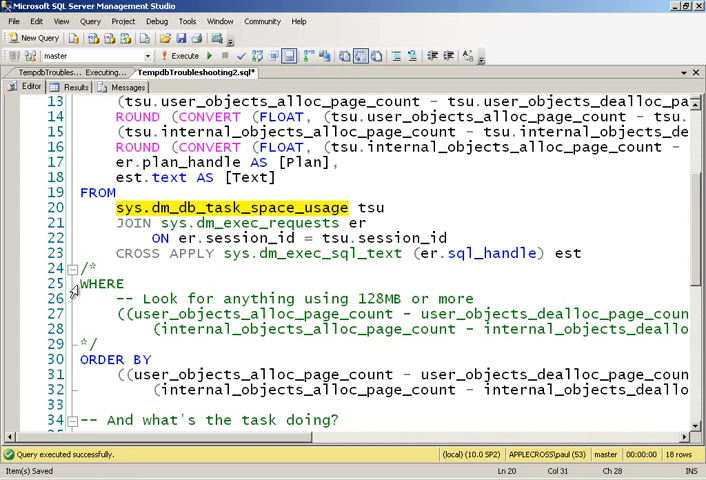 Microsoft SQL Server Management Studio
File Edit View Query Project Debug Tools Window Community Help
New Query
master Execute
TempdbTroubles... Executing... TempdbTroubleshooting2.sql*
Editor Results Messages
13 (tsu.user_objects_alloc_page_count - tsu.user_objects_dealloc_pa
14 ROUND (CONVERT (FLOAT, (tsu.user_objects_alloc_page_count - tsu.
15 (tsu.internal_objects_alloc_page_count - tsu.internal_objects_de
16 ROUND (CONVERT (FLOAT, (tsu.internal_objects_alloc_page_count -
17 er.plan_handle AS [Plan],
18 est.text AS [Text]
19 FROM
20 sys.dm_db_task_space_usage tsu
21 JOIN sys.dm_exec_requests er
22 ON er.session_id = tsu.session_id
23 CROSS APPLY sys.dm_exec_sql_text (er.sql_handle) est
24 /*
25 WHERE
26 -- Look for anything using 128MB or more
27 ((user_objects_alloc_page_count - user_objects_dealloc_page_coun
28 (internal_objects_alloc_page_count - internal_objects_deallo
29 */
30 ORDER BY
31 ((user_objects_alloc_page_count - user_objects_dealloc_page_coun
32 (internal_objects_alloc_page_count - internal_objects_deallo
33
34 -- And what's the task doing?
Query executed successfully. (local) (10.0 SP2) APPLECROSS\paul (53) master 00:00:00 18 rows
Item(s) Saved Ln 20 Col 31 Ch 28